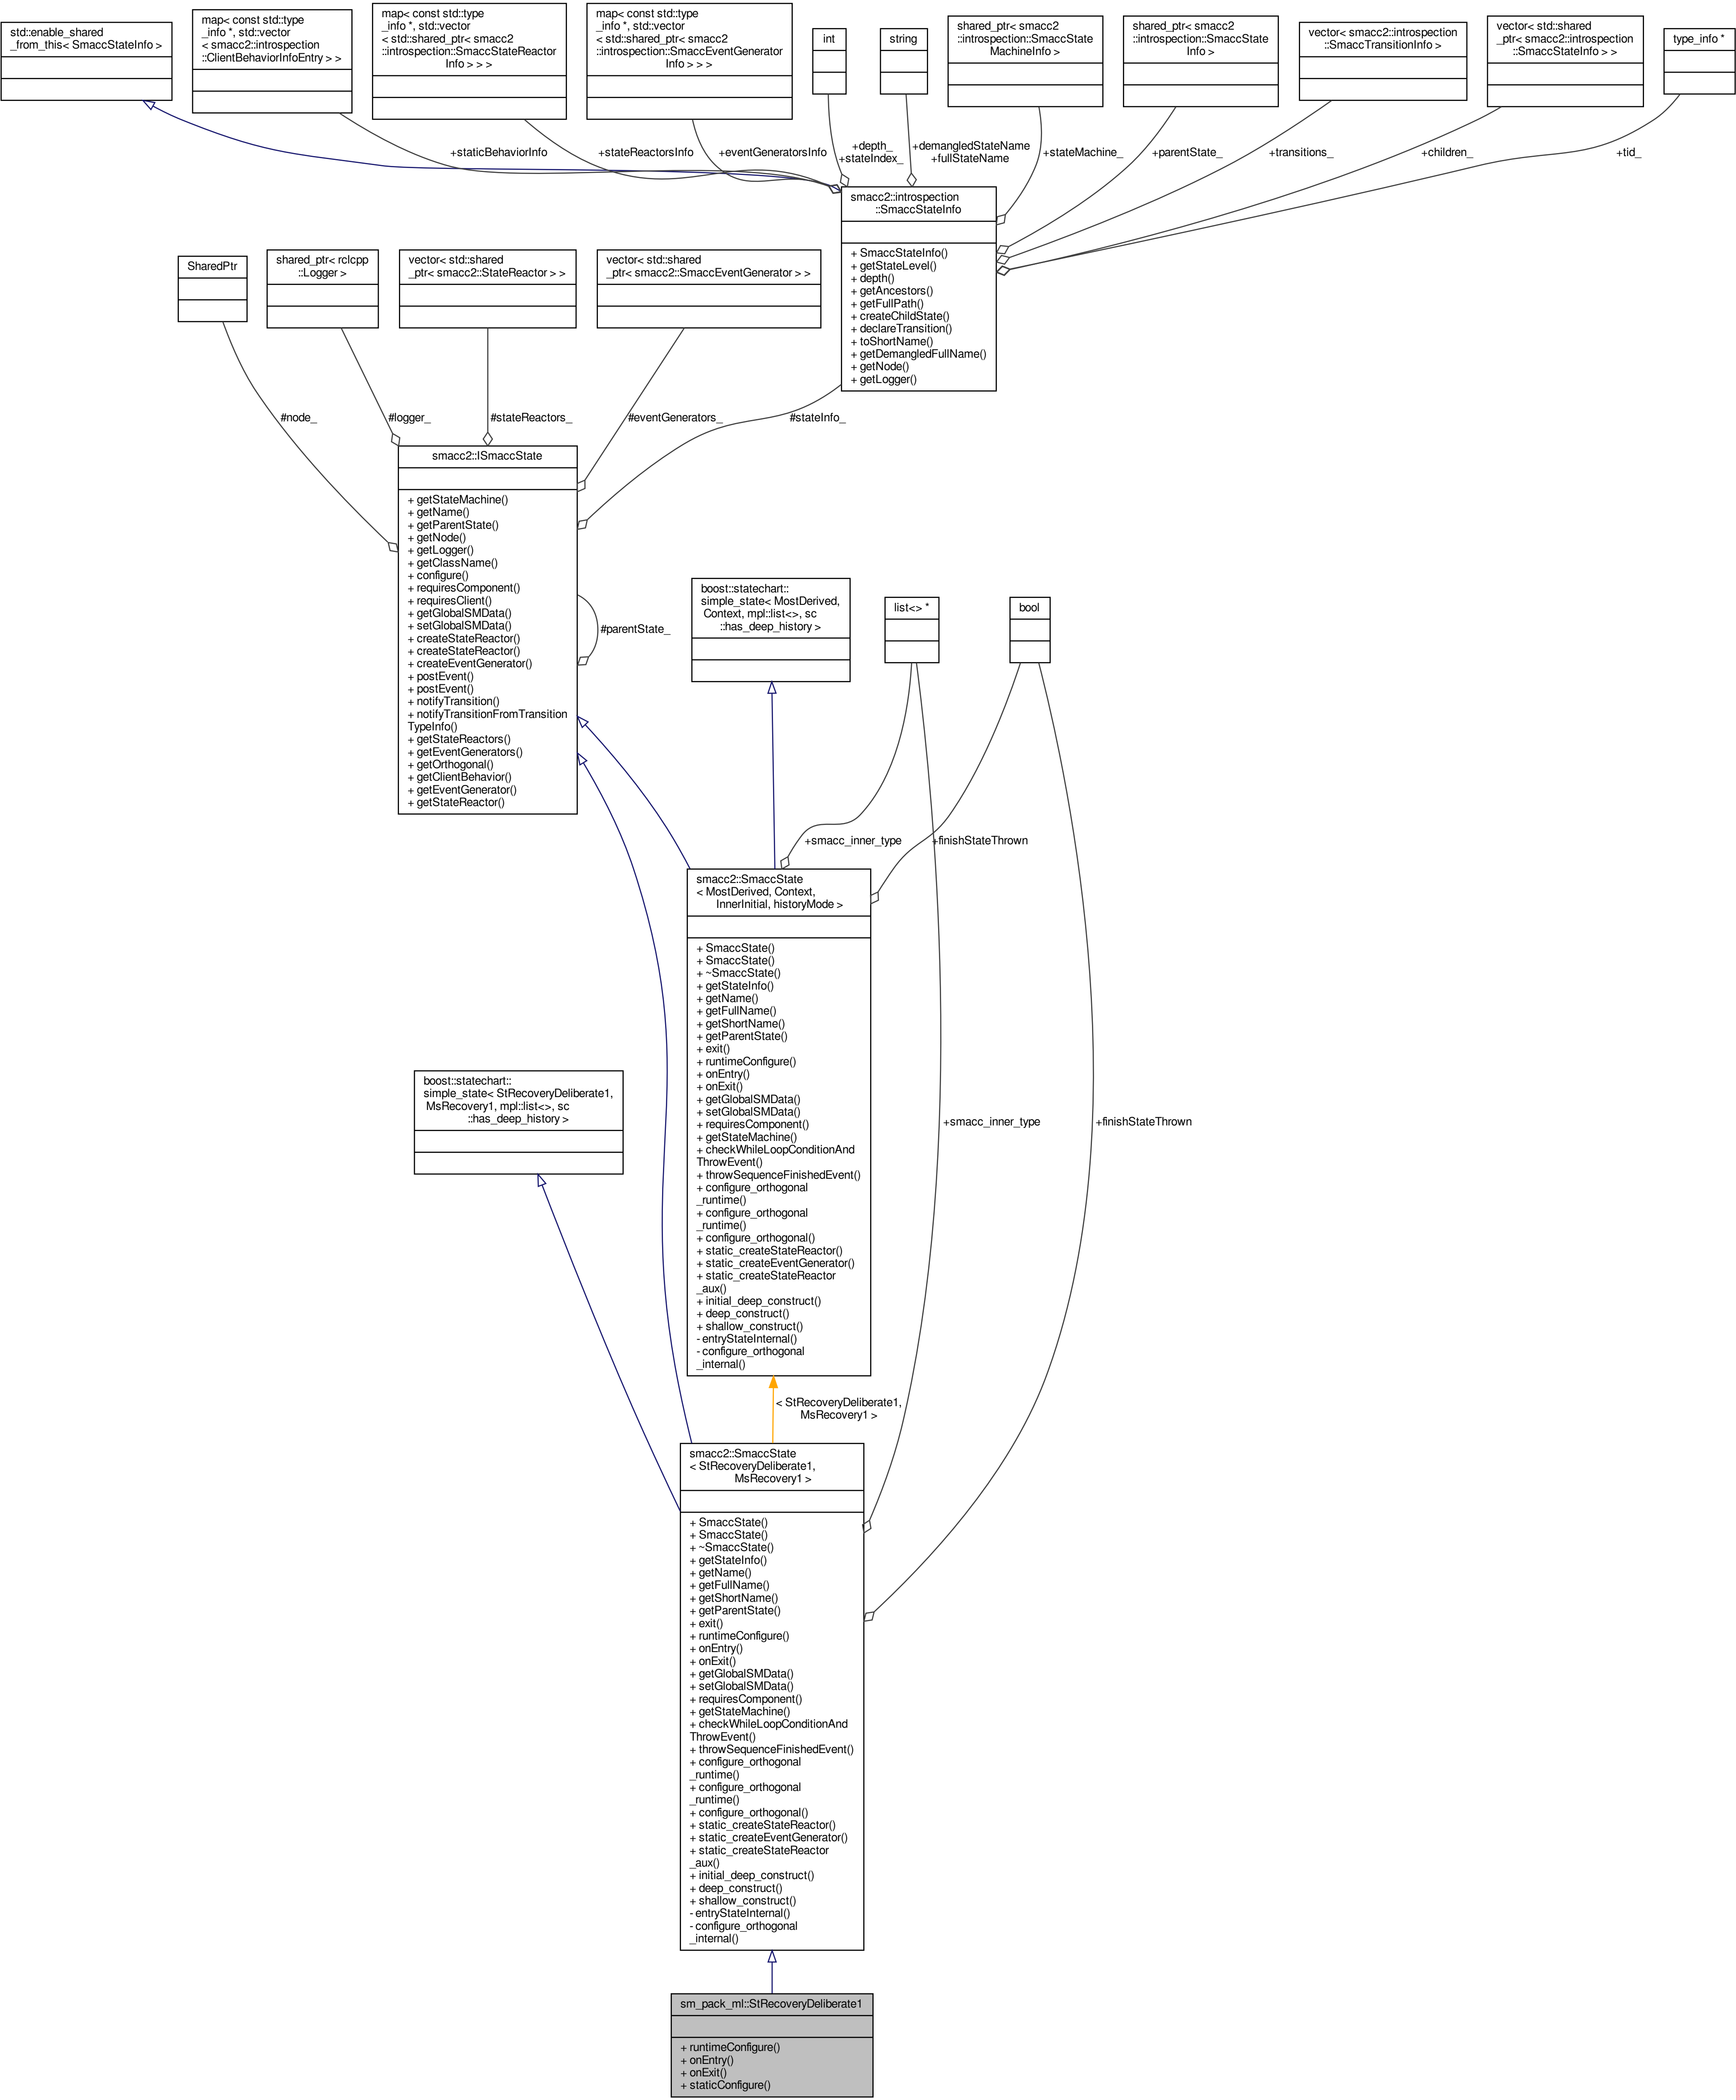 std::enable_shared
_from_this< SmaccStateInfo >
map< const std::type
_info *, std::vector
< smacc2::introspection
::ClientBehaviorInfoEntry > >
map< const std::type
_info *, std::vector
< std::shared_ptr< smacc2
::introspection::SmaccStateReactor
Info > > >
map< const std::type
_info *, std::vector
< std::shared_ptr< smacc2
::introspection::SmaccEventGenerator
Info > > >
int
string
shared_ptr< smacc2
::introspection::SmaccState
MachineInfo >
shared_ptr< smacc2
::introspection::SmaccState
Info >
vector< smacc2::introspection
::SmaccTransitionInfo >
vector< std::shared
_ptr< smacc2::introspection
::SmaccStateInfo > >
type_info *
+staticBehaviorInfo
+stateReactorsInfo
+eventGeneratorsInfo
+depth_
+stateIndex_
+demangledStateName
+fullStateName
+stateMachine_
+parentState_
+transitions_
+children_
+tid_
smacc2::introspection
::SmaccStateInfo
+ SmaccStateInfo()
+ getStateLevel()
+ depth()
+ getAncestors()
+ getFullPath()
+ createChildState()
+ declareTransition()
+ toShortName()
+ getDemangledFullName()
+ getNode()
+ getLogger()
SharedPtr
shared_ptr< rclcpp
::Logger >
vector< std::shared
_ptr< smacc2::StateReactor > >
vector< std::shared
_ptr< smacc2::SmaccEventGenerator > >
#node_
#logger_
#stateReactors_
#eventGenerators_
#stateInfo_
smacc2::ISmaccState
+ getStateMachine()
+ getName()
+ getParentState()
+ getNode()
+ getLogger()
+ getClassName()
+ configure()
+ requiresComponent()
+ requiresClient()
+ getGlobalSMData()
+ setGlobalSMData()
+ createStateReactor()
+ createStateReactor()
+ createEventGenerator()
+ postEvent()
+ postEvent()
+ notifyTransition()
+ notifyTransitionFromTransition
TypeInfo()
+ getStateReactors()
+ getEventGenerators()
+ getOrthogonal()
+ getClientBehavior()
+ getEventGenerator()
+ getStateReactor()
#parentState_
boost::statechart::
simple_state< MostDerived,
Context, mpl::list<>, sc
::has_deep_history >
list<> *
bool
+smacc_inner_type
+finishStateThrown
smacc2::SmaccState
< MostDerived, Context,
InnerInitial, historyMode >
+ SmaccState()
+ SmaccState()
+ ~SmaccState()
+ getStateInfo()
+ getName()
+ getFullName()
+ getShortName()
+ getParentState()
+ exit()
+ runtimeConfigure()
+ onEntry()
+ onExit()
+ getGlobalSMData()
+ setGlobalSMData()
+ requiresComponent()
+ getStateMachine()
+ checkWhileLoopConditionAnd
ThrowEvent()
+ throwSequenceFinishedEvent()
+ configure_orthogonal
_runtime()
+ configure_orthogonal
_runtime()
+ configure_orthogonal()
+ static_createStateReactor()
+ static_createEventGenerator()
+ static_createStateReactor
_aux()
+ initial_deep_construct()
+ deep_construct()
+ shallow_construct()
- entryStateInternal()
- configure_orthogonal
_internal()
boost::statechart::
simple_state< StRecoveryDeliberate1,
MsRecovery1, mpl::list<>, sc
::has_deep_history >
+smacc_inner_type
+finishStateThrown
< StRecoveryDeliberate1,
MsRecovery1 >
smacc2::SmaccState
< StRecoveryDeliberate1,
MsRecovery1 >
+ SmaccState()
+ SmaccState()
+ ~SmaccState()
+ getStateInfo()
+ getName()
+ getFullName()
+ getShortName()
+ getParentState()
+ exit()
+ runtimeConfigure()
+ onEntry()
+ onExit()
+ getGlobalSMData()
+ setGlobalSMData()
+ requiresComponent()
+ getStateMachine()
+ checkWhileLoopConditionAnd
ThrowEvent()
+ throwSequenceFinishedEvent()
+ configure_orthogonal
_runtime()
+ configure_orthogonal
_runtime()
+ configure_orthogonal()
+ static_createStateReactor()
+ static_createEventGenerator()
+ static_createStateReactor
_aux()
+ initial_deep_construct()
+ deep_construct()
+ shallow_construct()
- entryStateInternal()
- configure_orthogonal
_internal()
sm_pack_ml::StRecoveryDeliberate1
+ runtimeConfigure()
+ onEntry()
+ onExit()
+ staticConfigure()